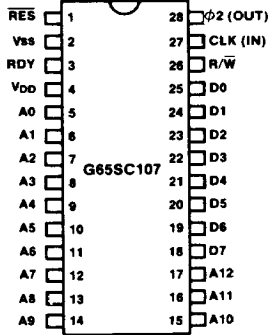 R̅E̅S̅ 1 28 ϕ2 (OUT)
Vss 2 27 CLK (IN)
RDY 3 26 R/W̅
VDD 4 25 D0
A0 5 24 D1
A1 6 23 D2
A2 7 22 D3
G65SC107
A3 8 21 D4
A4 9 20 D5
A5 10 19 D6
A6 11 18 D7
A7 12 17 A12
A8 13 16 A11
A9 14 15 A10